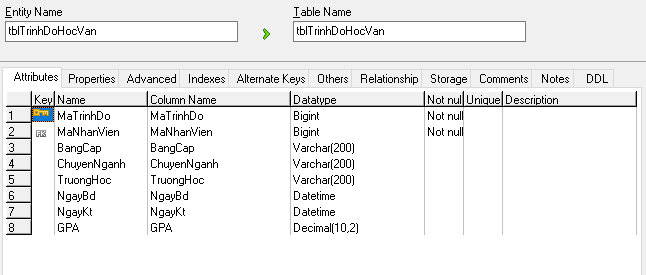 Entity Name Table Name
tblTrinhDoHocVan tblTrinhDoHocVan
Attributes Properties Advanced Indexes Alternate Keys Others Relationship Storage Comments Notes DDL
Key Name Column Name Datatype Not nul Unique Description
1 MaTrinhDo MaTrinhDo Bigint Not null
2 FK MaNhanVien MaNhanVien Bigint Not null
3 BangCap BangCap Varchar(200)
4 ChuyenNganh ChuyenNganh Varchar(200)
5 TruongHoc TruongHoc Varchar(200)
6 NgayBd NgayBd Datetime
7 NgayKt NgayKt Datetime
8 GPA GPA Decimal(10,2)